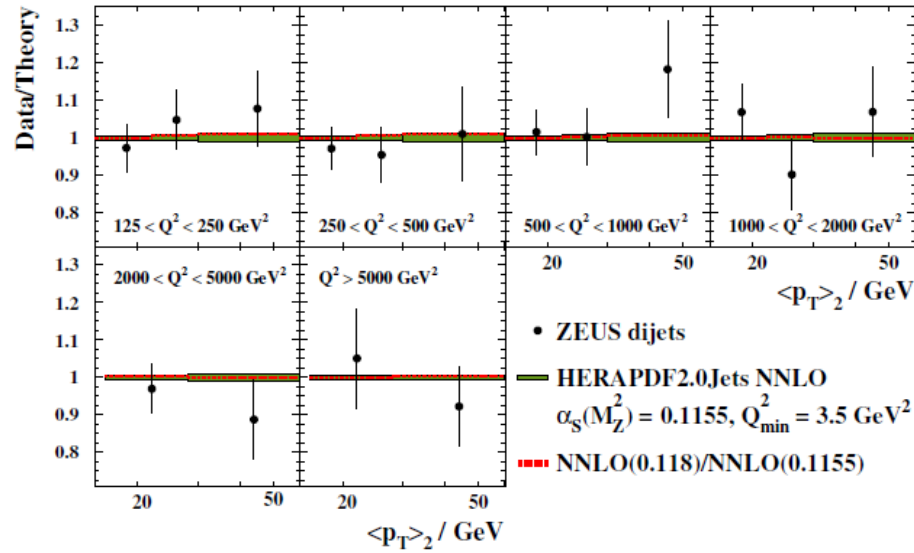 Data/Theory
1.3
1.2
1.1
1
0.9
0.8
125 < Q² < 250 GeV²
250 < Q² < 500 GeV²
500 < Q² < 1000 GeV²
1000 < Q² < 2000 GeV²
1.3
1.2
1.1
1
0.9
0.8
2000 < Q² < 5000 GeV²
Q² > 5000 GeV²
20 50
20 50
<p_T>₂ / GeV
20 50
20 50
<p_T>₂ / GeV
ZEUS dijets
HERAPDF2.0Jets NNLO
α_S(M_Z²) = 0.1155, Q²_min = 3.5 GeV²
NNLO(0.118)/NNLO(0.1155)